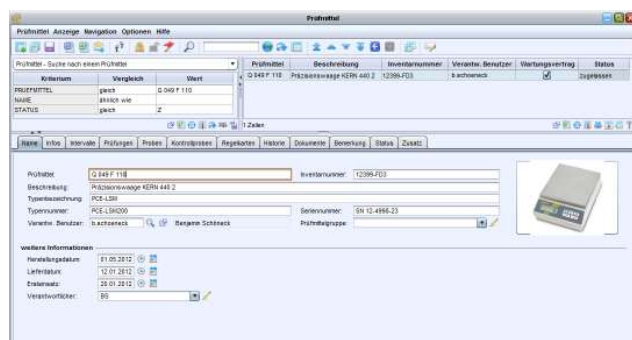 Prüfmittel
Prüfmittel Anzeige Navigation Optionen Hilfe
Prüfmittel - Suche nach einem Prüfmittel
Kriterium Vergleich Wert
PRUEFMITTEL gleich Q 049 F 110
NAME ähnlich wie
STATUS gleich Z
Prüfmittel Beschreibung Inventarnummer Verantw. Benutzer Wartungsvertrag Status
Q 049 F 110 Präzisionswaage KERN 440 2 12399-FD3 b.schoeneck zugelassen
1 Zeilen
Name Infos Intervalle Prüfungen Proben Kontrollproben Regelkarten Historie Dokumente Bemerkung Status Zusatz
Prüfmittel: Q 049 F 110 Inventarnummer: 12399-FD3
Beschreibung: Präzisionswaage KERN 440 2
Typenbezeichnung: PCE-LSM
Typennummer: PCE-LSM200 Seriennummer: SN 12-4998-23
Verantw. Benutzer: b.schoeneck Benjamin Schöneck Prüfmittelgruppe:
weitere Informationen
Herstellungsdatum: 01.05.2012
Lieferdatum: 12.01.2012
Ersteinsatz: 20.01.2012
Verantwortlicher: BS